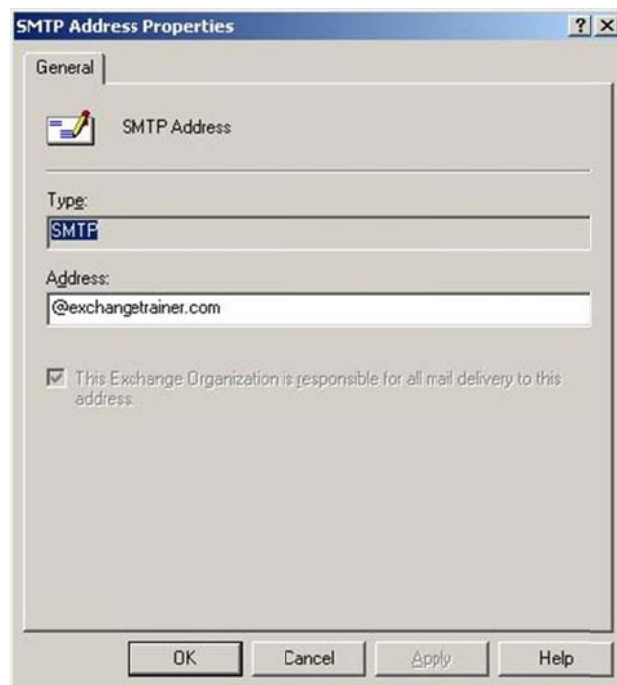 SMTP Address Properties
General
SMTP Address
Type:
SMTP
Address:
@exchangetrainer.com
This Exchange Organization is responsible for all mail delivery to this
address.
OK Cancel Apply Help